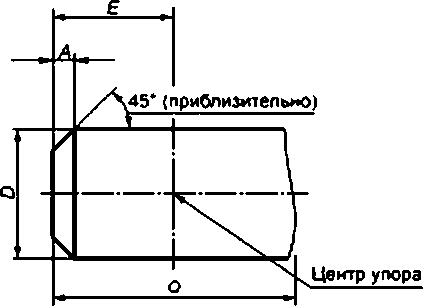 E
A
45° (приблизительно)
D
Центр упора
O